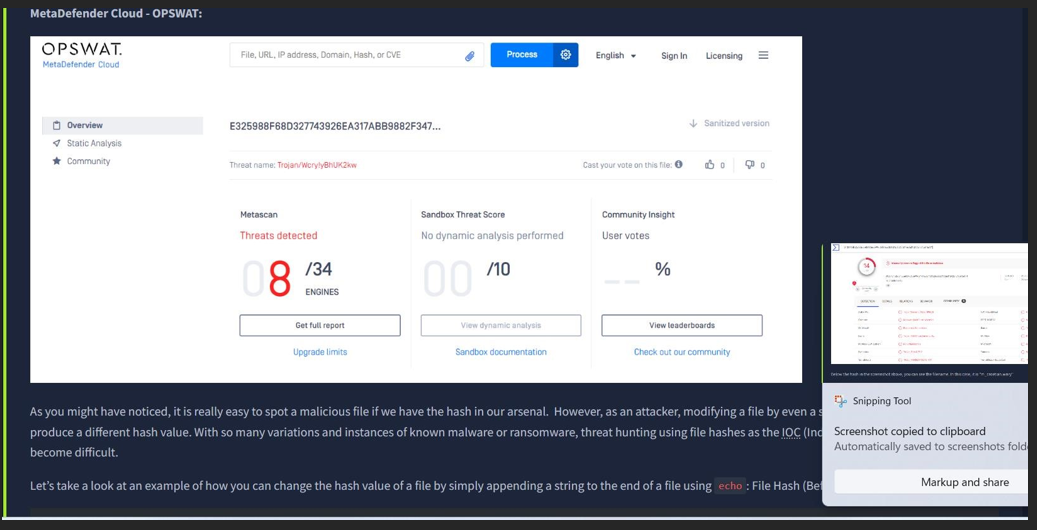 MetaDefender Cloud - OPSWAT:
OPSWAT.
MetaDefender Cloud
File, URL, IP address, Domain, Hash, or CVE
Process
English
Sign In
Licensing
Overview
Static Analysis
Community
E325988F68D327743926EA317ABB9882F347...
Sanitized version
Threat name: Trojan/WcryIyBhUK2kw
Cast your vote on this file:
0
0
Metascan
Threats detected
08 /34
ENGINES
Get full report
Upgrade limits
Sandbox Threat Score
No dynamic analysis performed
00 /10
View dynamic analysis
Sandbox documentation
Community Insight
User votes
-- %
View leaderboards
Check out our community
As you might have noticed, it is really easy to spot a malicious file if we have the hash in our arsenal. However, as an attacker, modifying a file by even a s
produce a different hash value. With so many variations and instances of known malware or ransomware, threat hunting using file hashes as the IOC (Inc
become difficult.
Let's take a look at an example of how you can change the hash value of a file by simply appending a string to the end of a file using echo: File Hash (Bef
14
Snipping Tool
Screenshot copied to clipboard
Automatically saved to screenshots folde
Markup and share